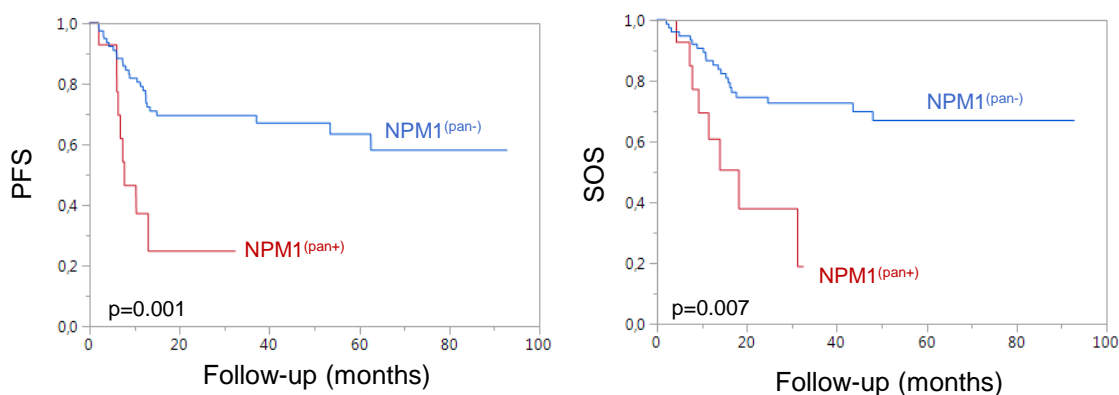 1,0
0,8
0,6
0,4
0,2
0,0
PFS
NPM1(pan-)
NPM1(pan+)
p=0.001
0 20 40 60 80 100
Follow-up (months)
1,0
0,8
0,6
0,4
0,2
0,0
SOS
NPM1(pan-)
NPM1(pan+)
p=0.007
0 20 40 60 80 100
Follow-up (months)